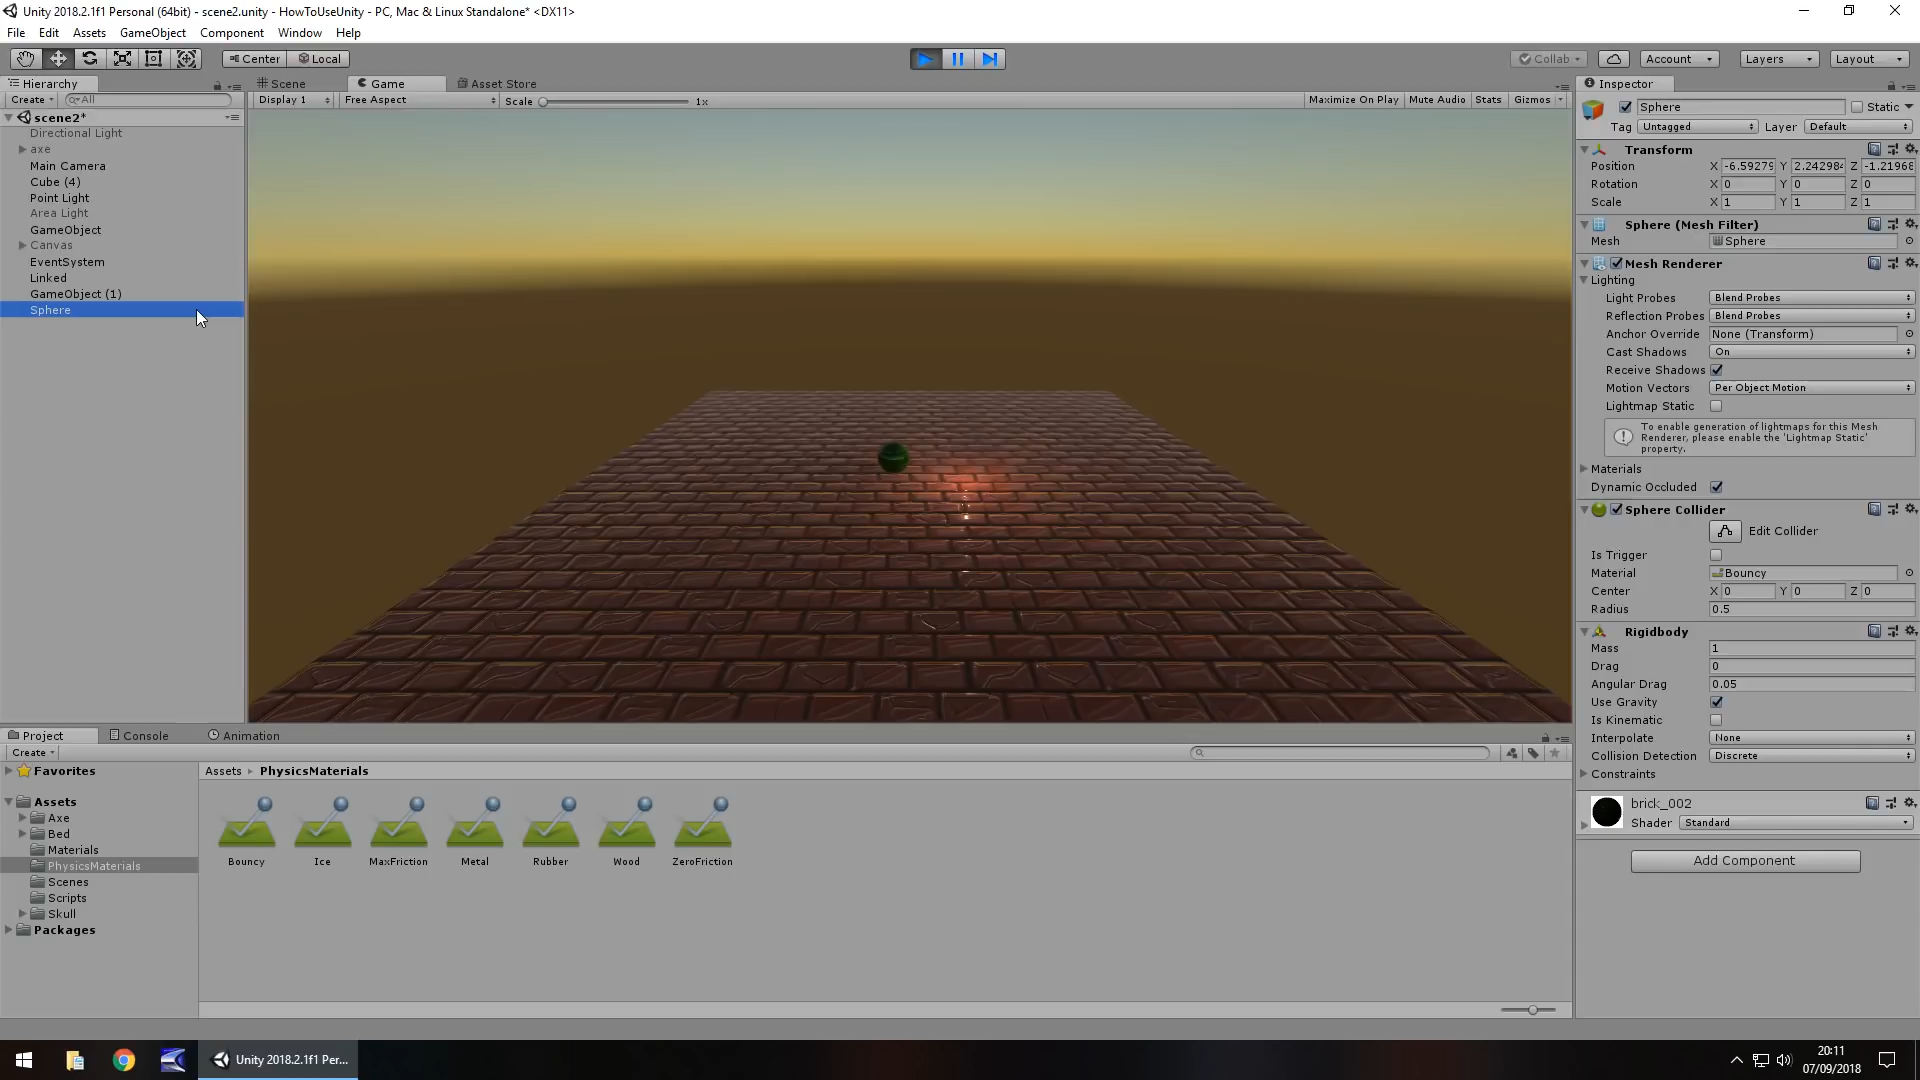 Unity 2018.2.1f1 Personal (64bit) - scene2.unity - HowToUseUnity - PC, Mac & Linux Standalone* <DX11>
File Edit Assets GameObject Component Window Help
Center Local Collab Account Layers Layout
Hierarchy
Create All
scene2*
Directional Light
axe
Main Camera
Cube (4)
Point Light
Area Light
GameObject
Canvas
EventSystem
Linked
GameObject (1)
Sphere
Scene Game Asset Store
Display 1 Free Aspect Scale 1x Maximize On Play Mute Audio Stats Gizmos
Inspector
Sphere Static
Tag Untagged Layer Default
Transform
Position X -6.59279 Y 2.242984 Z -1.21968
Rotation X 0 Y 0 Z 0
Scale X 1 Y 1 Z 1
Sphere (Mesh Filter)
Mesh Sphere
Mesh Renderer
Lighting
Light Probes Blend Probes
Reflection Probes Blend Probes
Anchor Override None (Transform)
Cast Shadows On
Receive Shadows
Motion Vectors Per Object Motion
Lightmap Static
To enable generation of lightmaps for this Mesh
Renderer, please enable the 'Lightmap Static'
property.
Materials
Dynamic Occluded
Sphere Collider
Edit Collider
Is Trigger
Material Bouncy
Center X 0 Y 0 Z 0
Radius 0.5
Rigidbody
Mass 1
Drag 0
Angular Drag 0.05
Use Gravity
Is Kinematic
Interpolate None
Collision Detection Discrete
Constraints
brick_002
Shader Standard
Add Component
Project Console Animation
Create
Favorites
Assets
Axe
Bed
Materials
PhysicsMaterials
Scenes
Scripts
Skull
Packages
Assets PhysicsMaterials
Bouncy Ice MaxFriction Metal Rubber Wood ZeroFriction
Unity 2018.2.1f1 Per...
20:11
07/09/2018